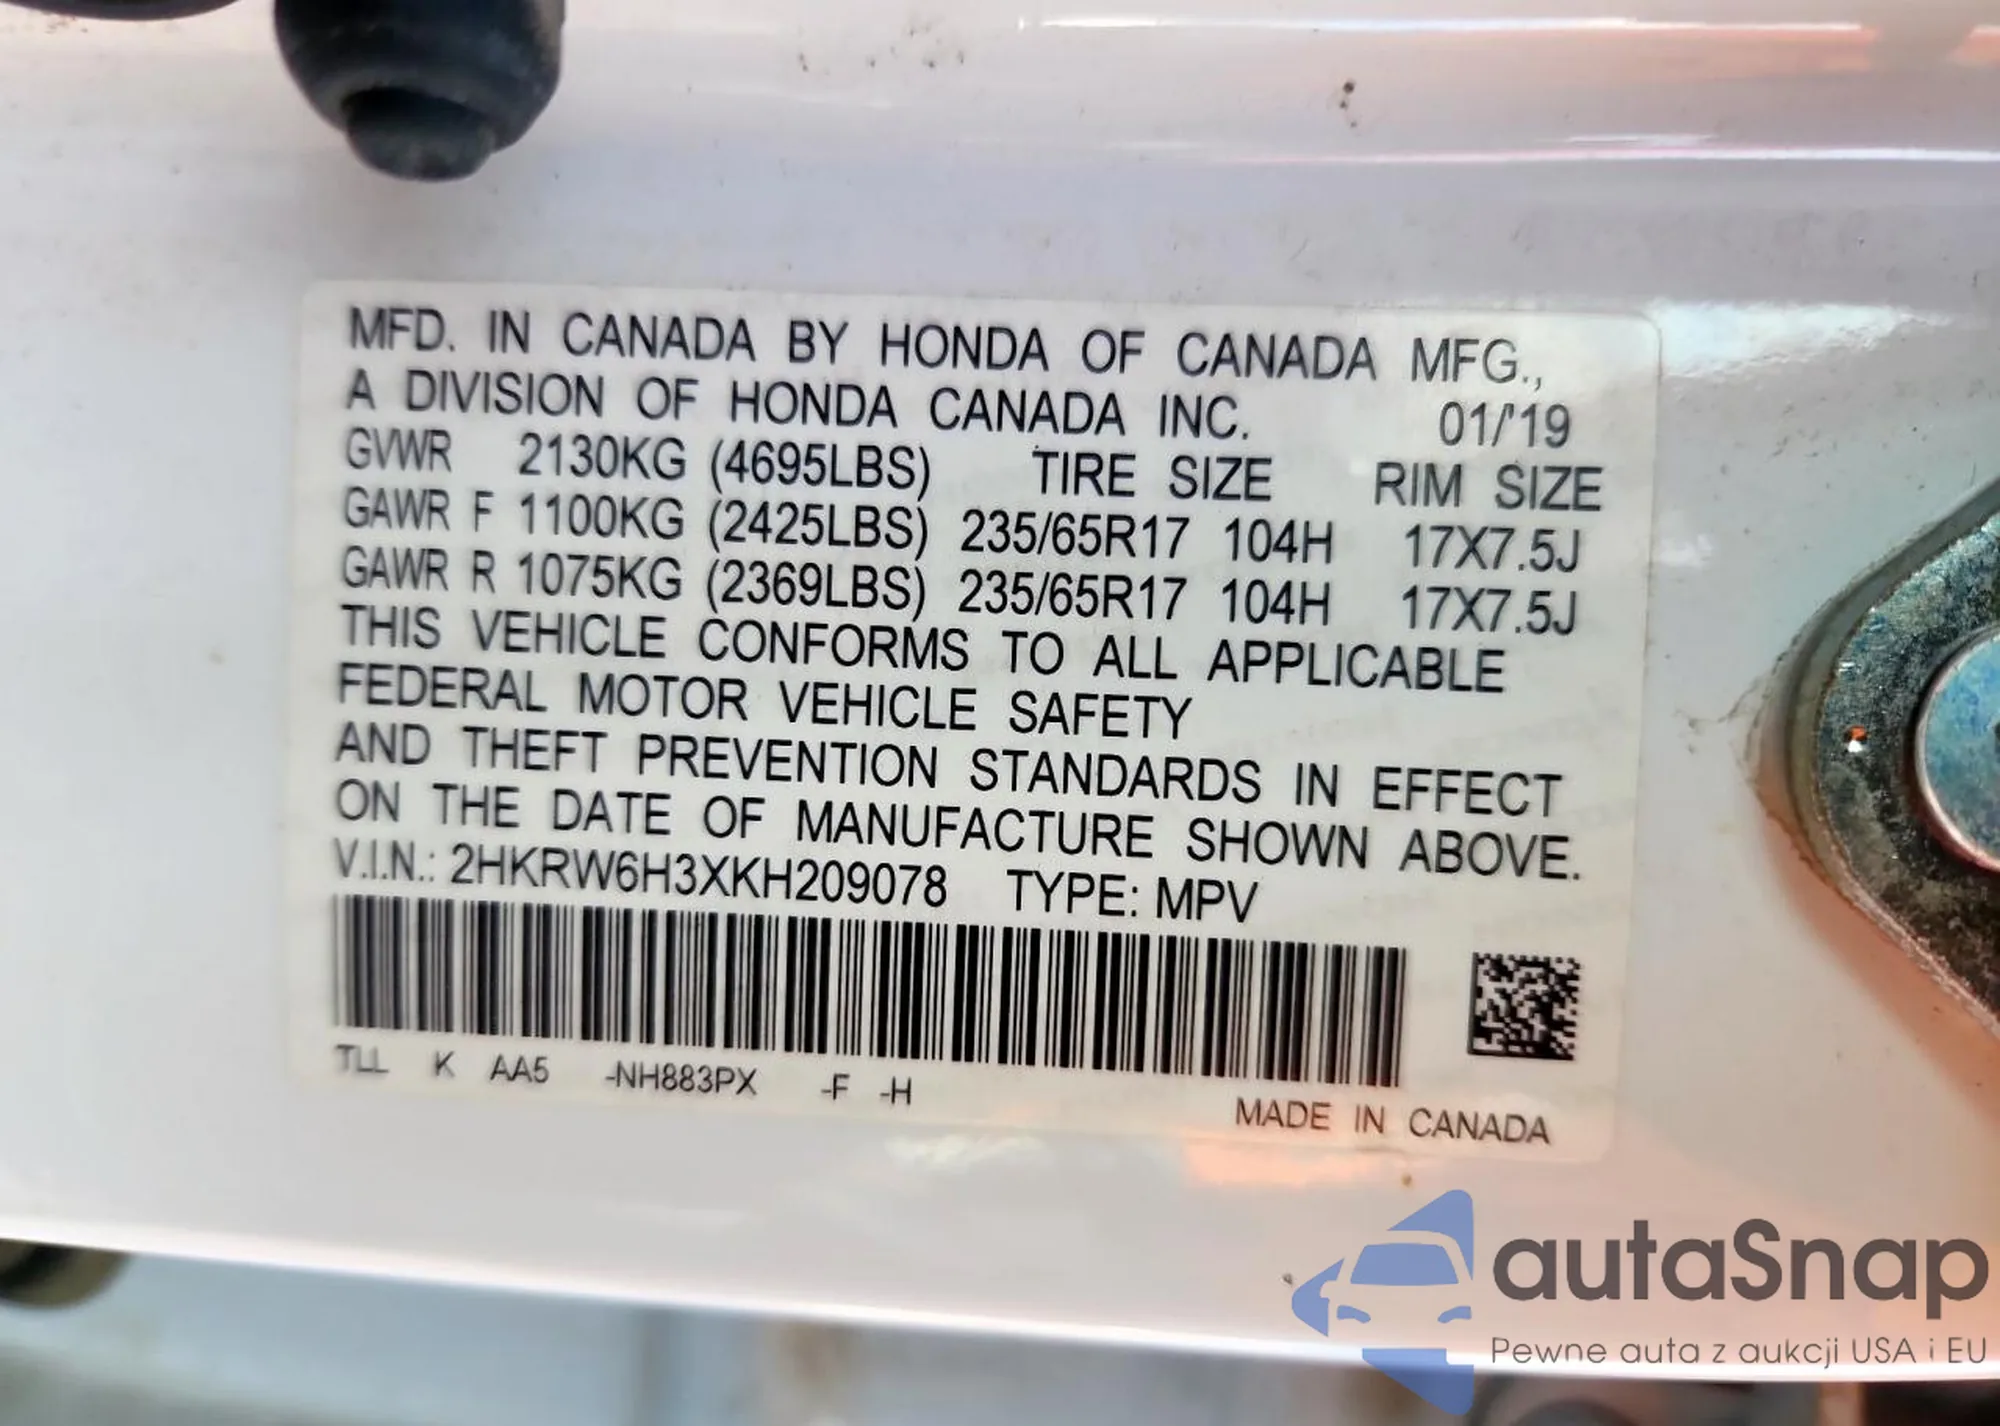 MFD. IN CANADA BY HONDA OF CANADA MFG.,
A DIVISION OF HONDA CANADA INC. 01/'19
GVWR 2130KG (4695LBS) TIRE SIZE RIM SIZE
GAWR F 1100KG (2425LBS) 235/65R17 104H 17X7.5J
GAWR R 1075KG (2369LBS) 235/65R17 104H 17X7.5J
THIS VEHICLE CONFORMS TO ALL APPLICABLE
FEDERAL MOTOR VEHICLE SAFETY
AND THEFT PREVENTION STANDARDS IN EFFECT
ON THE DATE OF MANUFACTURE SHOWN ABOVE.
V.I.N.: 2HKRW6H3XKH209078 TYPE: MPV
TLL K AA5 -NH883PX -F -H
MADE IN CANADA
autaSnap
Pewne auta z aukcji USA i EU